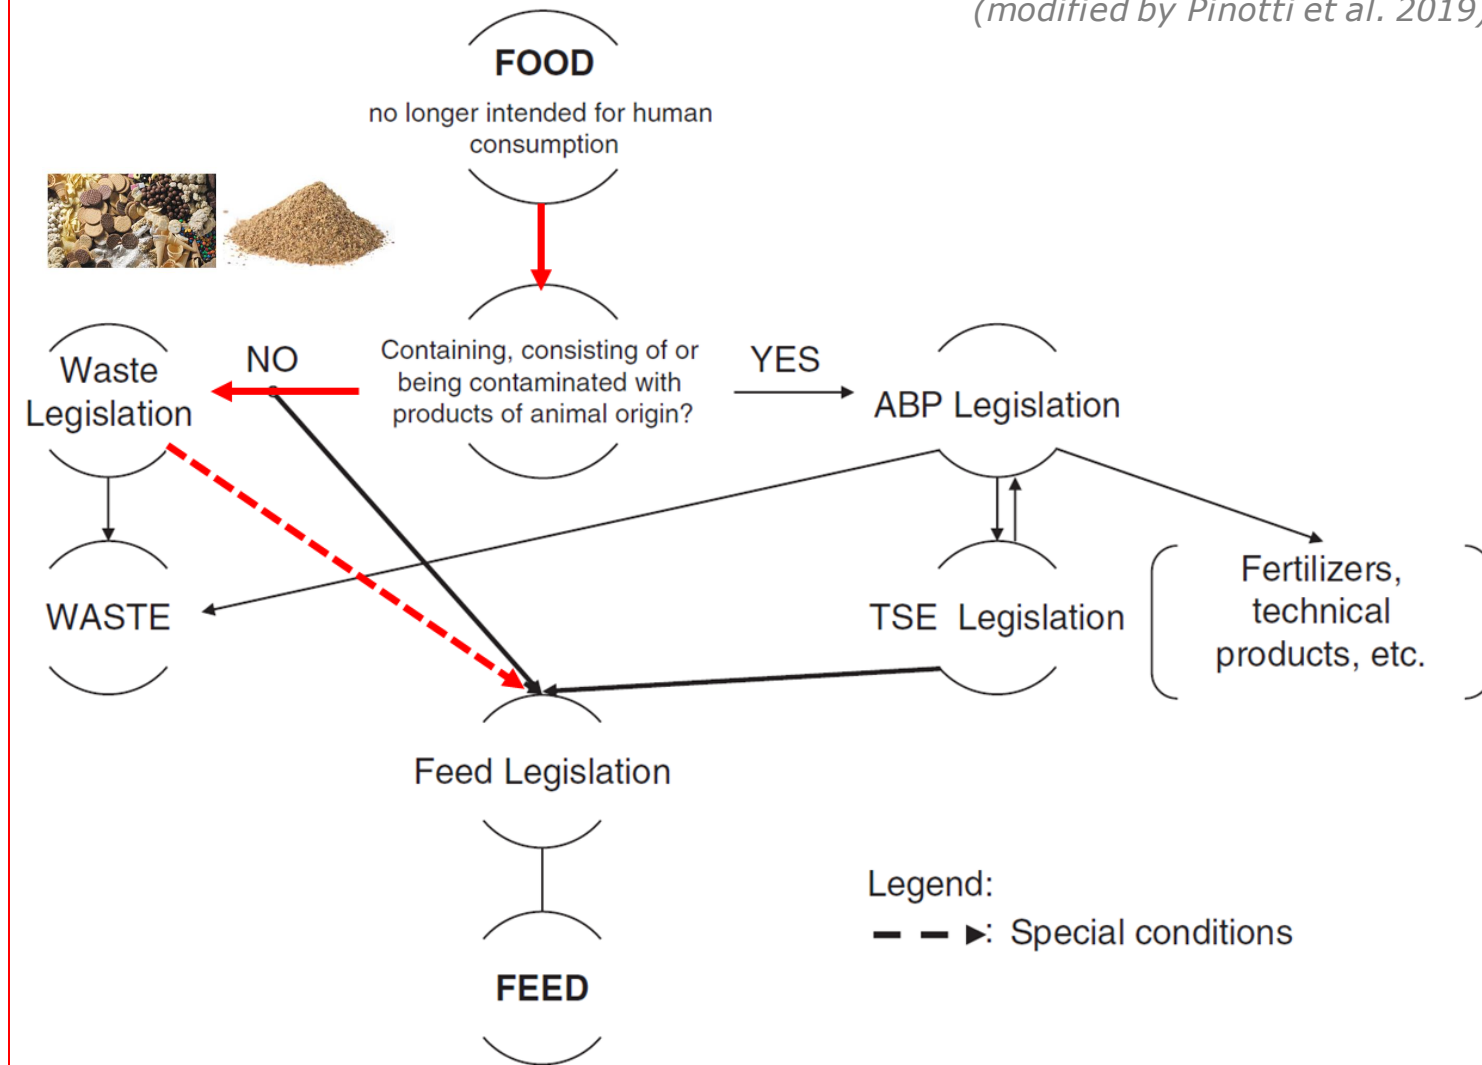 (modified by Pinotti et al. 2019)
FOOD
no longer intended for human
consumption
Waste
Legislation
NO
Containing, consisting of or
being contaminated with
products of animal origin?
YES
ABP Legislation
WASTE
TSE Legislation
Fertilizers,
technical
products, etc.
Feed Legislation
Legend:
: Special conditions
FEED